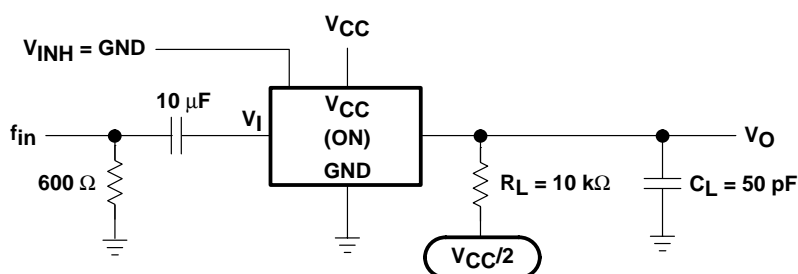 VCC
VINH = GND
10 μF
VI
VCC
(ON)
GND
fin
VO
600 Ω
RL = 10 kΩ
CL = 50 pF
VCC/2